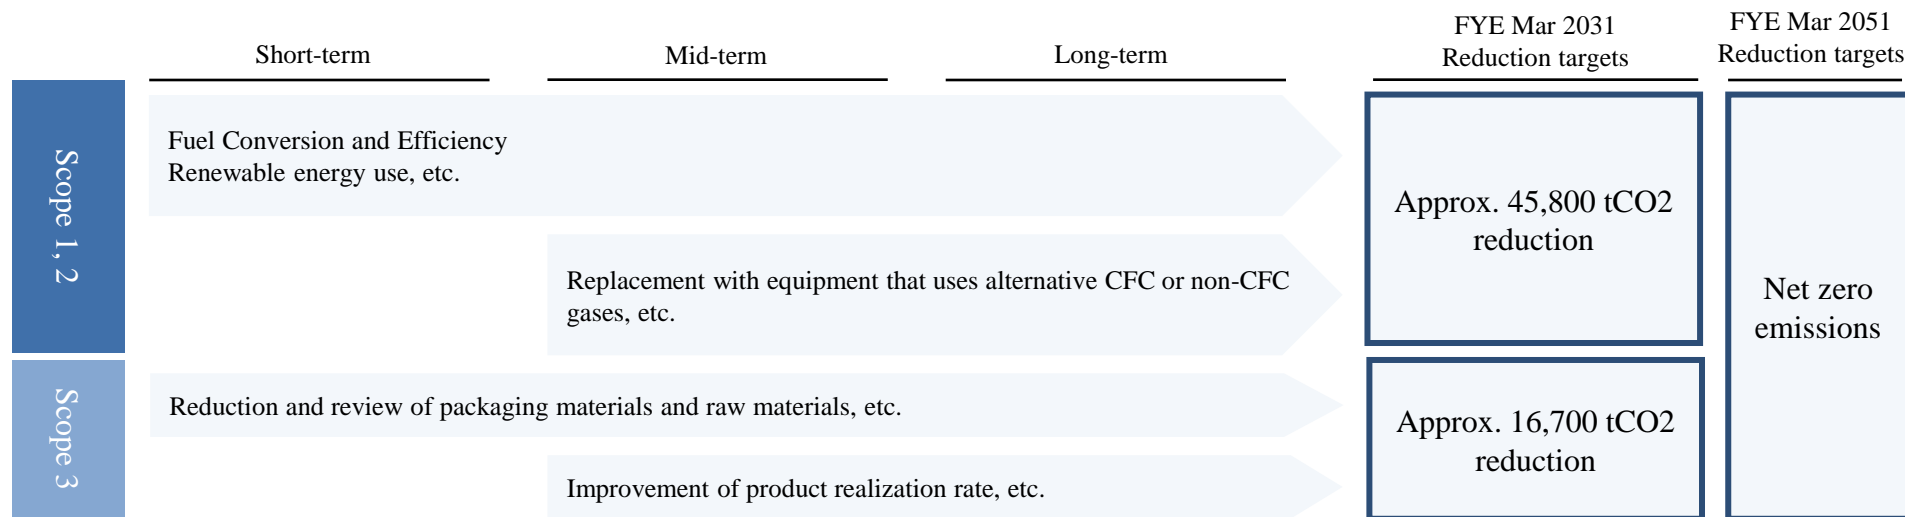 Short-term
Mid-term
Long-term
FYE Mar 2031
Reduction targets
FYE Mar 2051
Reduction targets
Scope 1, 2
Fuel Conversion and Efficiency
Renewable energy use, etc.
Replacement with equipment that uses alternative CFC or non-CFC
gases, etc.
Approx. 45,800 tCO2
reduction
Net zero
emissions
Scope 3
Reduction and review of packaging materials and raw materials, etc.
Improvement of product realization rate, etc.
Approx. 16,700 tCO2
reduction